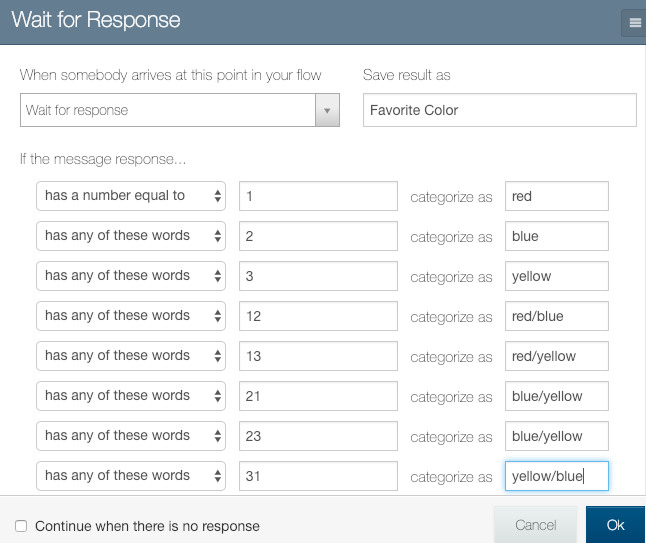 Wait for Response
When somebody arrives at this point in your flow Save result as
Wait for response Favorite Color
If the message response...
has a number equal to 1 categorize as red
has any of these words 2 categorize as blue
has any of these words 3 categorize as yellow
has any of these words 12 categorize as red/blue
has any of these words 13 categorize as red/yellow
has any of these words 21 categorize as blue/yellow
has any of these words 23 categorize as blue/yellow
has any of these words 31 categorize as yellow/blue
Continue when there is no response Cancel Ok